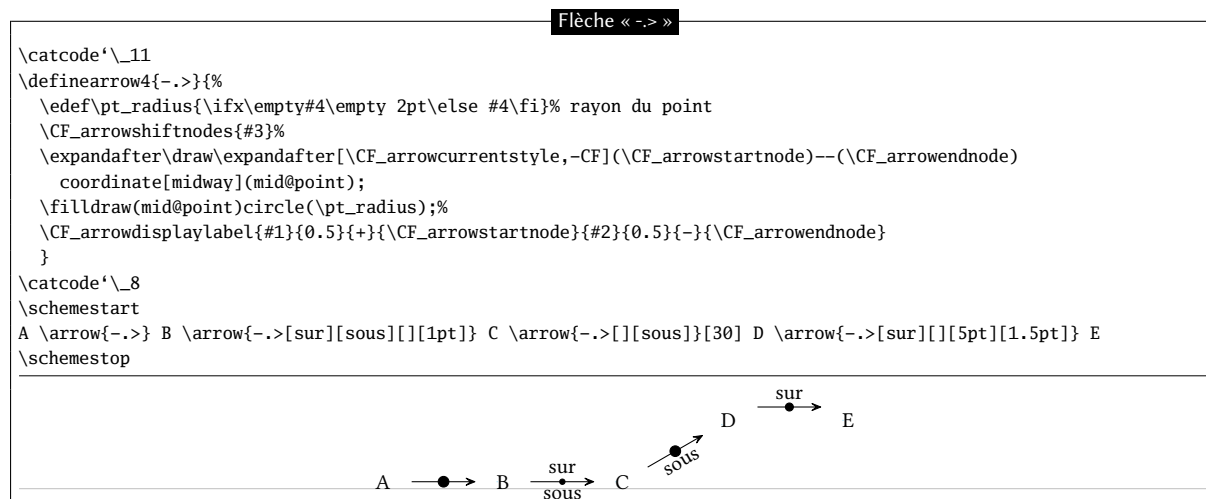 Flèche « -.> »
\catcode‘\_11
\definearrow4{-.>}{%
  \edef\pt_radius{\ifx\empty#4\empty 2pt\else #4\fi}% rayon du point
  \CF_arrowshiftnodes{#3}%
  \expandafter\draw\expandafter[\CF_arrowcurrentstyle,-CF](\CF_arrowstartnode)--(\CF_arrowendnode)
    coordinate[midway](mid@point);
  \filldraw(mid@point)circle(\pt_radius);%
  \CF_arrowdisplaylabel{#1}{0.5}{+}{\CF_arrowstartnode}{#2}{0.5}{-}{\CF_arrowendnode}
  }
\catcode‘\_8
\schemestart
A \arrow{-.>} B \arrow{-.>[sur][sous][][1pt]} C \arrow{-.>[][sous]}[30] D \arrow{-.>[sur][][5pt][1.5pt]} E
\schemestop
sur
D E
sous
A B sur C
sous